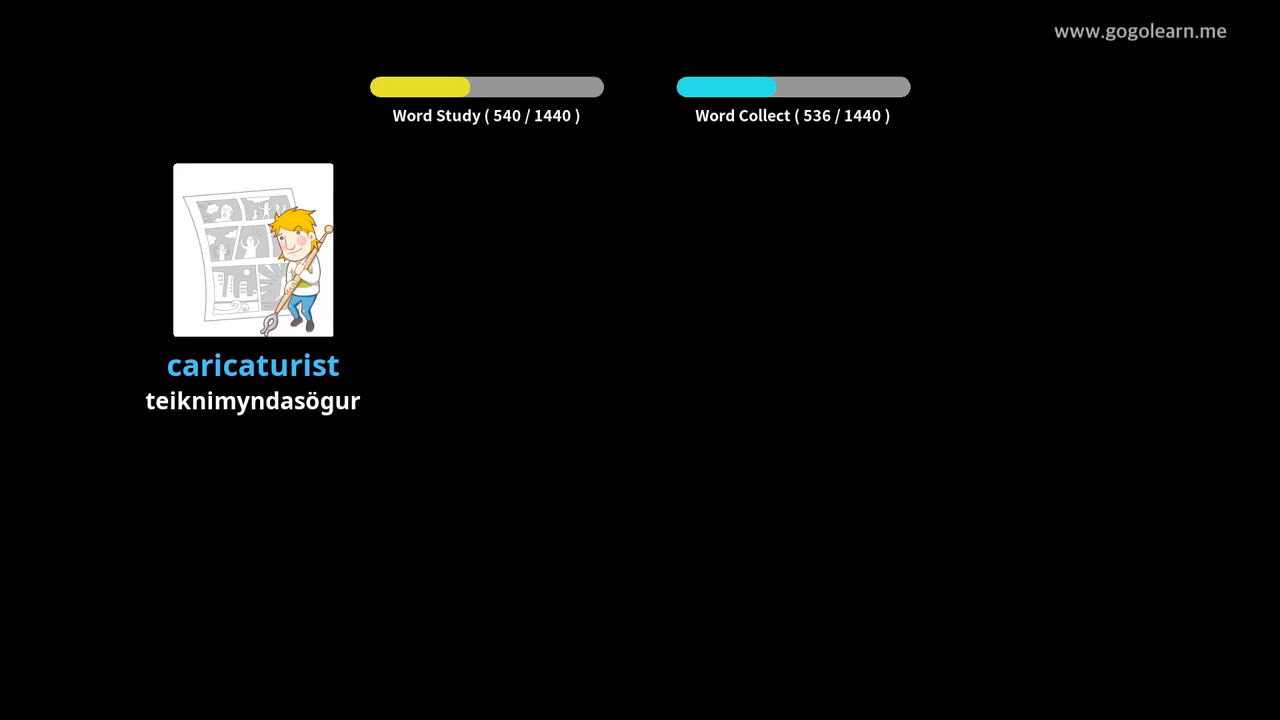 www.gogolearn.me
Word Study ( 540 / 1440 )
Word Collect ( 536 / 1440 )
caricaturist
teiknimyndasögur